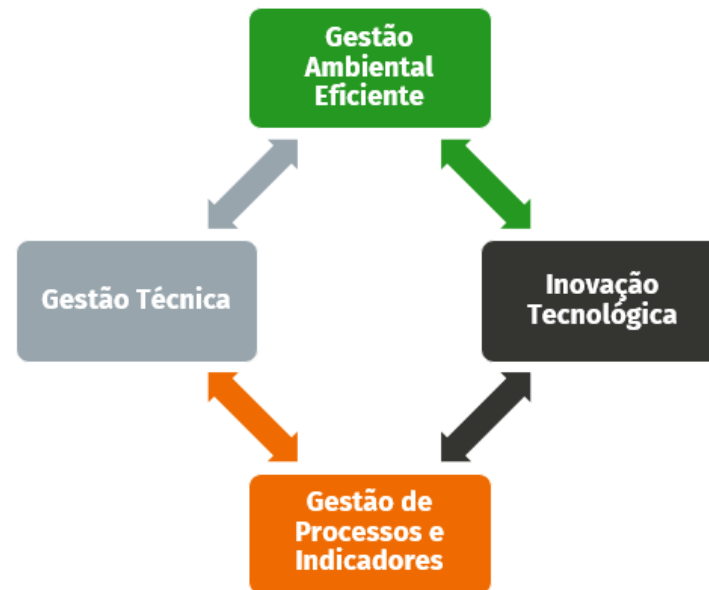 Gestão
Ambiental
Eficiente
Gestão Técnica
Inovação
Tecnológica
Gestão de
Processos e
Indicadores